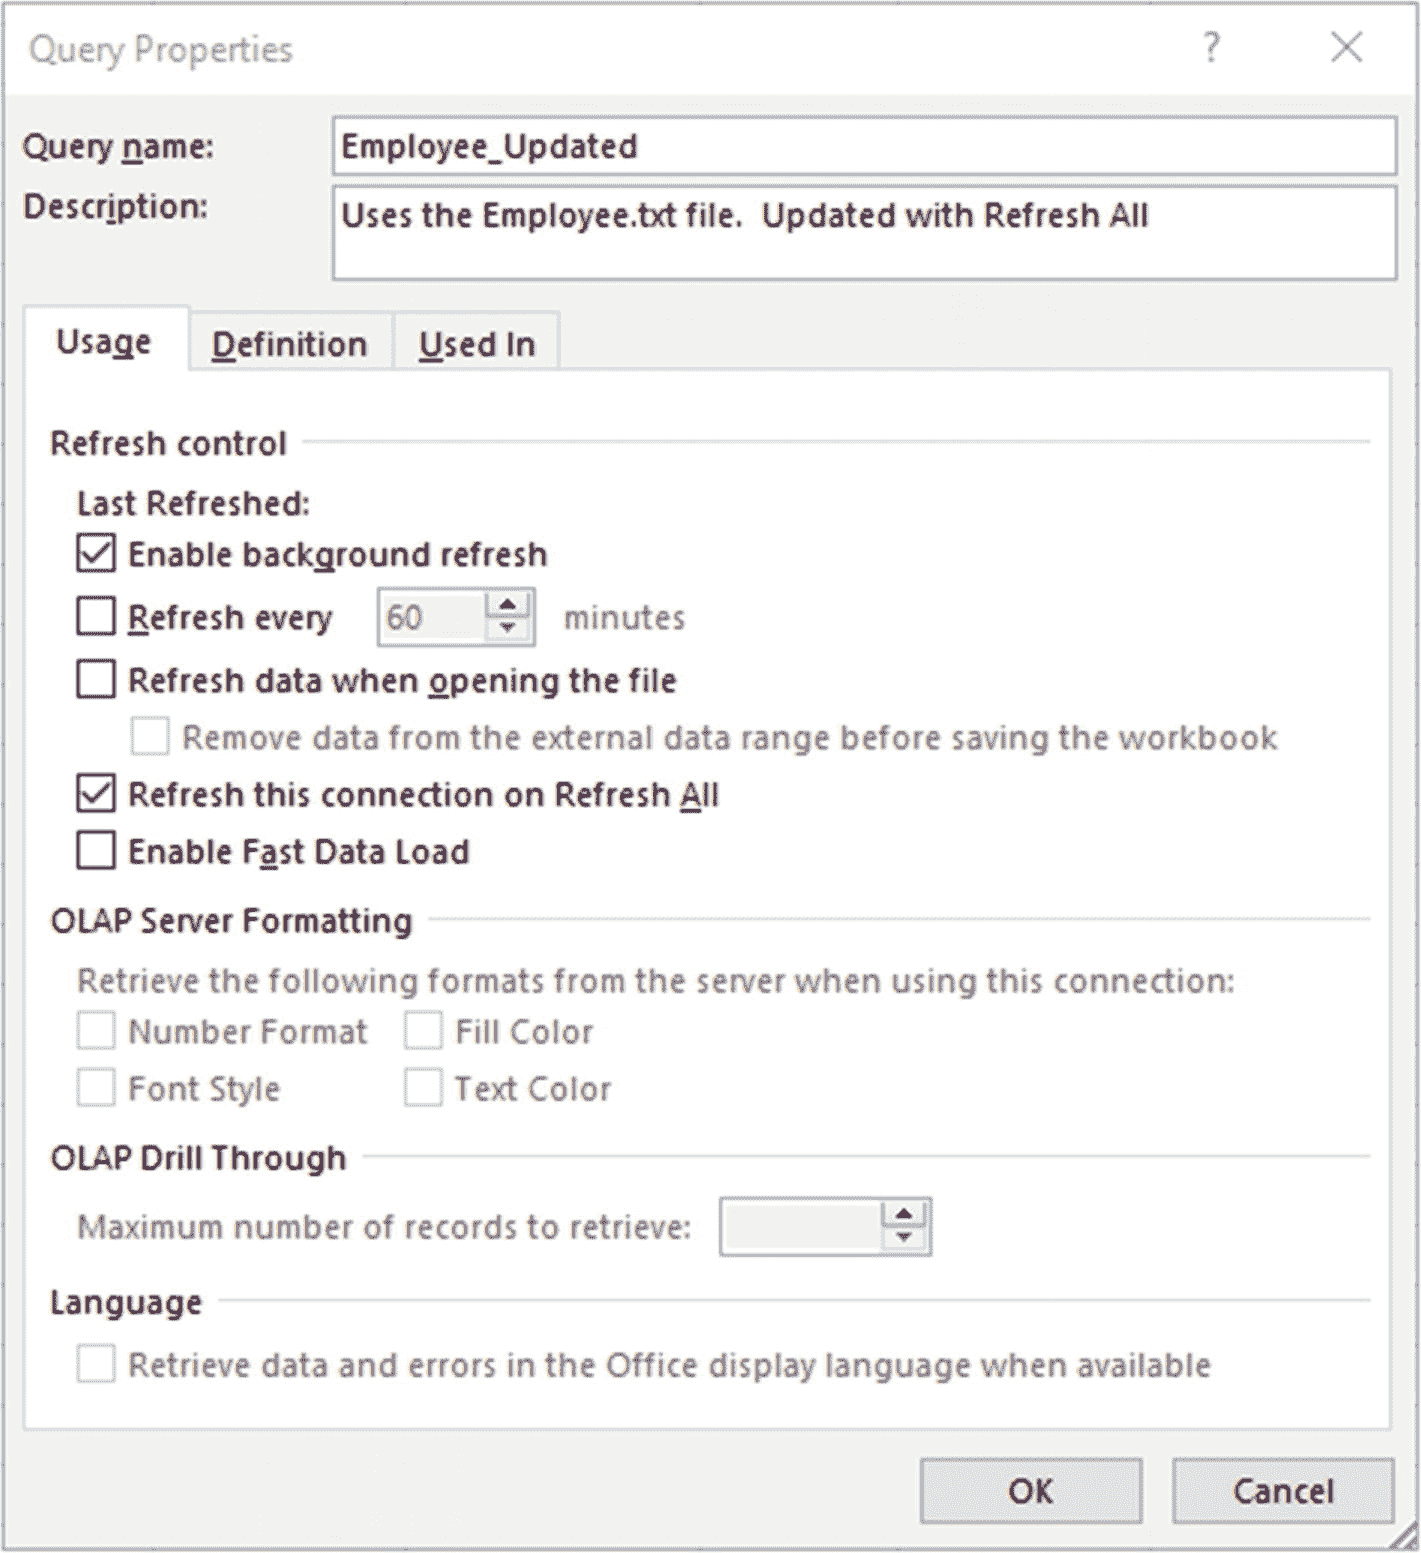 Query Properties
Query name: Employee_Updated
Description: Uses the Employee.txt file.  Updated with Refresh All
Usage Definition Used In
Refresh control
Last Refreshed:
Enable background refresh
Refresh every 60 minutes
Refresh data when opening the file
Remove data from the external data range before saving the workbook
Refresh this connection on Refresh All
Enable Fast Data Load
OLAP Server Formatting
Retrieve the following formats from the server when using this connection:
Number Format Fill Color
Font Style Text Color
OLAP Drill Through
Maximum number of records to retrieve:
Language
Retrieve data and errors in the Office display language when available
OK Cancel